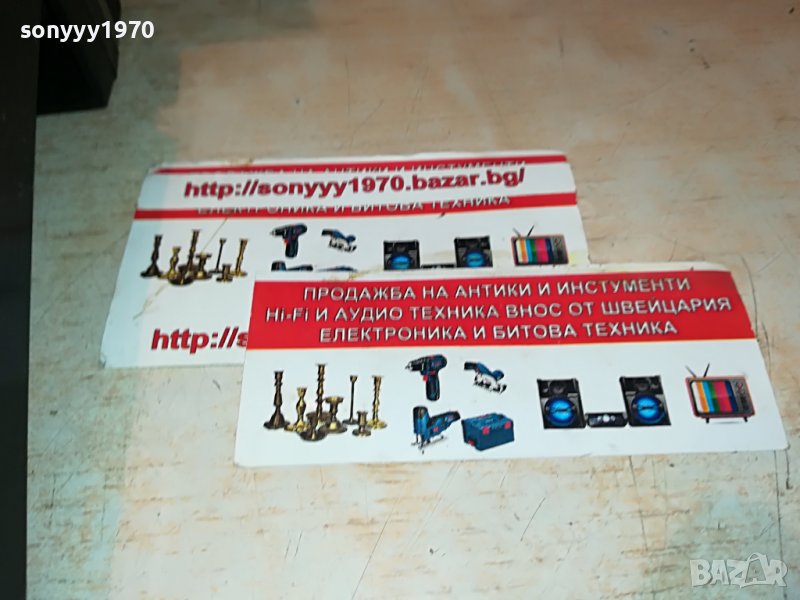 sonyyy1970
http://sonyyy1970.bazar.bg/
ЕЛЕКТРОНИКА И БИТОВА ТЕХНИКА
http://s
ПРОДАЖБА НА АНТИКИ И ИНСТУМЕНТИ
Hi-Fi И АУДИО ТЕХНИКА ВНОС ОТ ШВЕЙЦАРИЯ
ЕЛЕКТРОНИКА И БИТОВА ТЕХНИКА
BAZAR